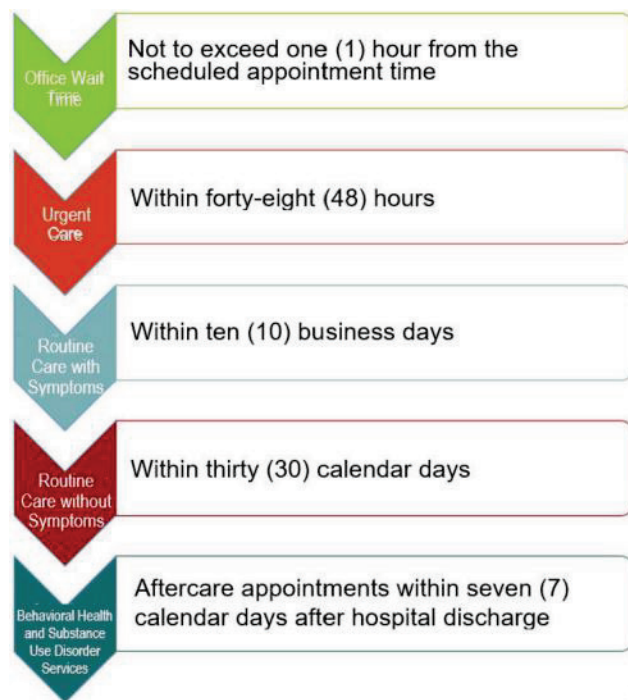 Office Wait
Time
Not to exceed one (1) hour from the
scheduled appointment time
Urgent
Care
Within forty-eight (48) hours
Routine
Care with
Symptoms
Within ten (10) business days
Routine
Care without
Symptoms
Within thirty (30) calendar days
Behavioral Health
and Substance
Use Disorder
Services
Aftercare appointments within seven (7)
calendar days after hospital discharge